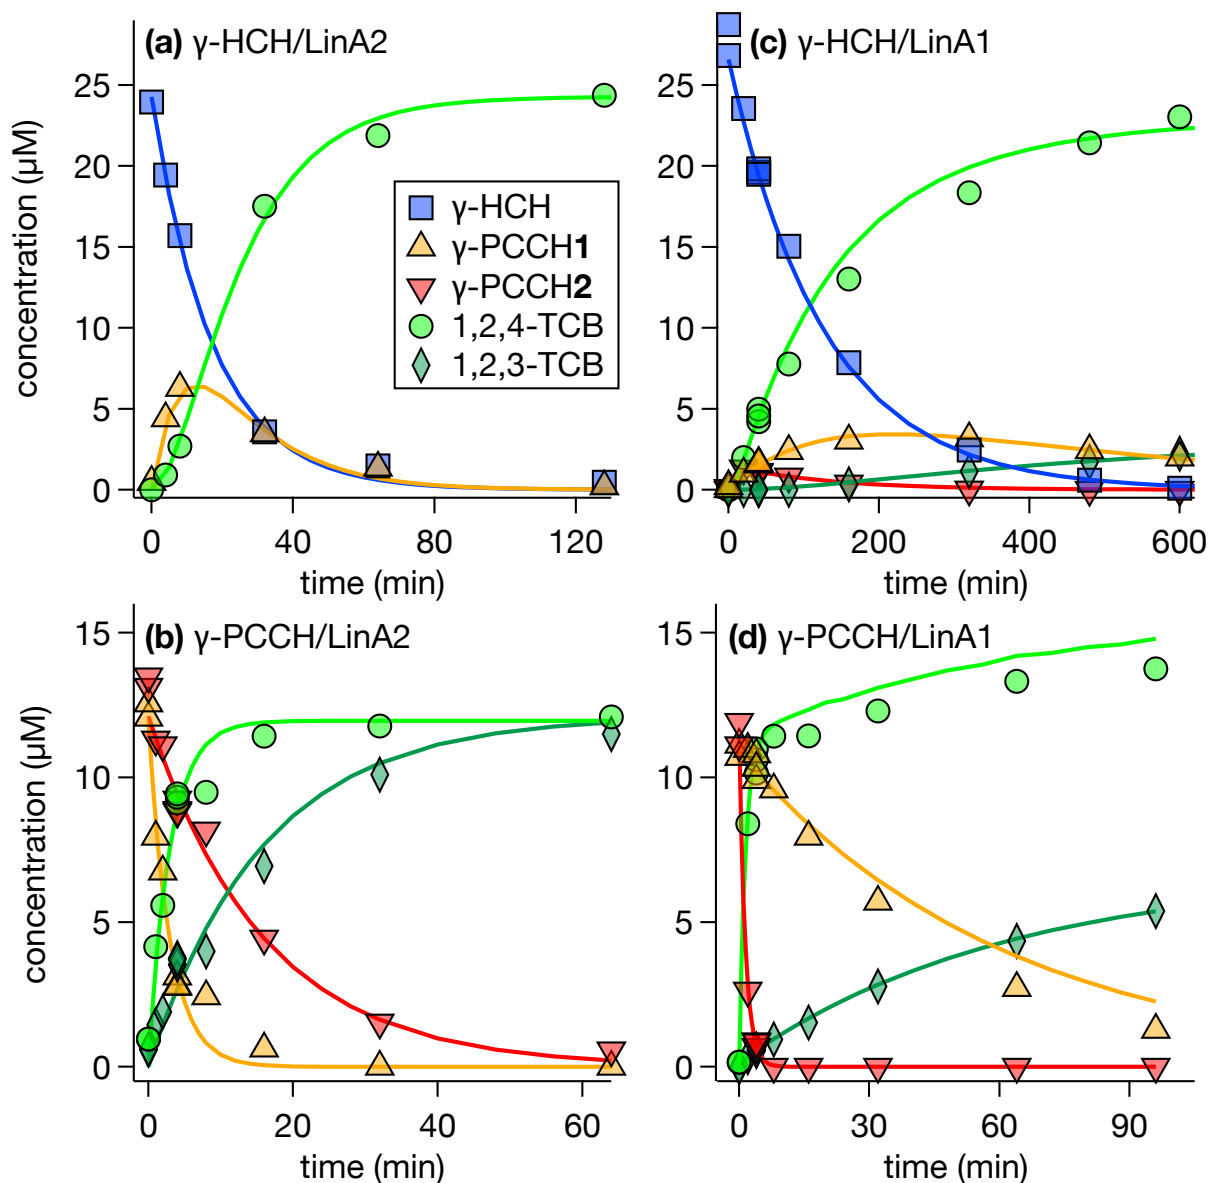 (a) γ-HCH/LinA2
25
20
15
10
5
0
concentration (µM)
0 40 80 120
time (min)
γ-HCH
γ-PCCH1
γ-PCCH2
1,2,4-TCB
1,2,3-TCB
(c) γ-HCH/LinA1
25
20
15
10
5
0
0 200 400 600
time (min)
(b) γ-PCCH/LinA2
15
10
5
0
concentration (µM)
0 20 40 60
time (min)
(d) γ-PCCH/LinA1
15
10
5
0
0 30 60 90
time (min)